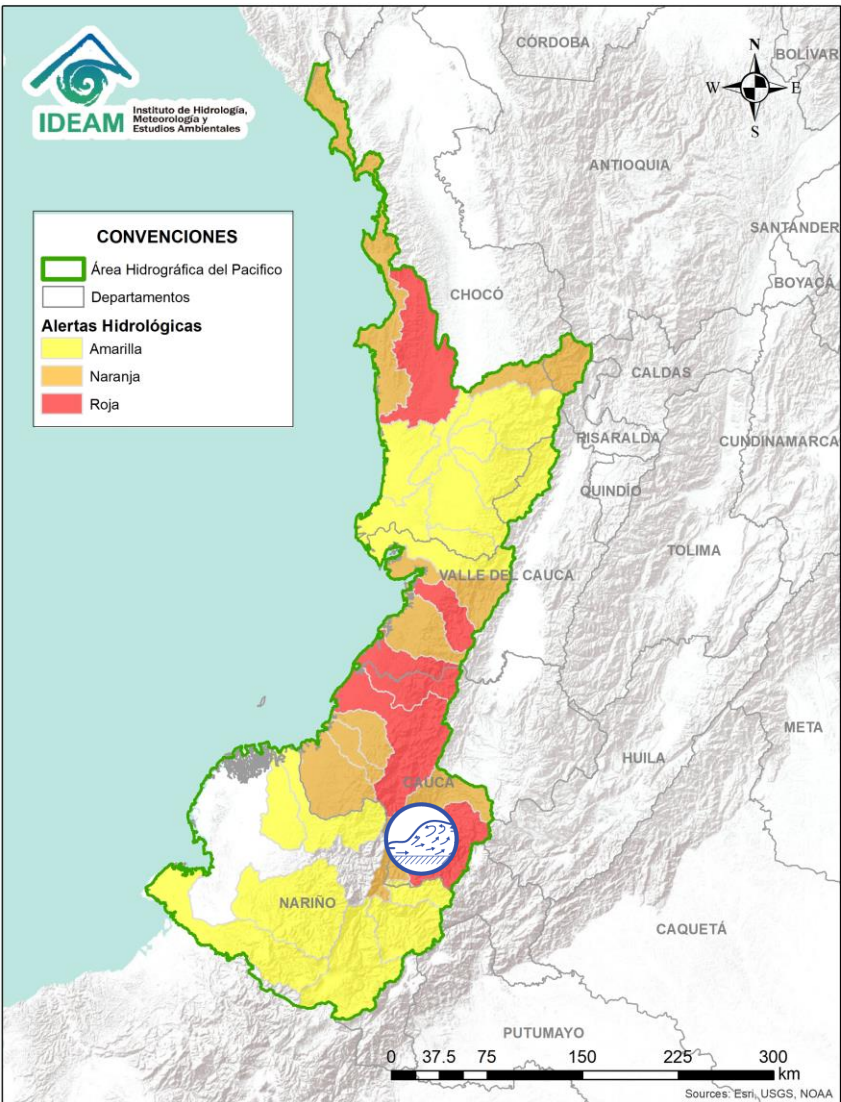 IDEAM
Instituto de Hidrología,
Meteorología y
Estudios Ambientales
N
W
E
S
CÓRDOBA
BOLÍVAR
ANTIOQUIA
SANTANDER
BOYACÁ
CHOCÓ
CALDAS
RISARALDA
CUNDINAMARCA
QUINDÍO
TOLIMA
VALLE DEL CAUCA
META
HUILA
CAUCA
NARIÑO
CAQUETÁ
PUTUMAYO
CONVENCIONES
Área Hidrográfica del Pacifico
Departamentos
Alertas Hidrológicas
Amarilla
Naranja
Roja
0 37.5 75 150 225 300
km
Sources: Esri, USGS, NOAA